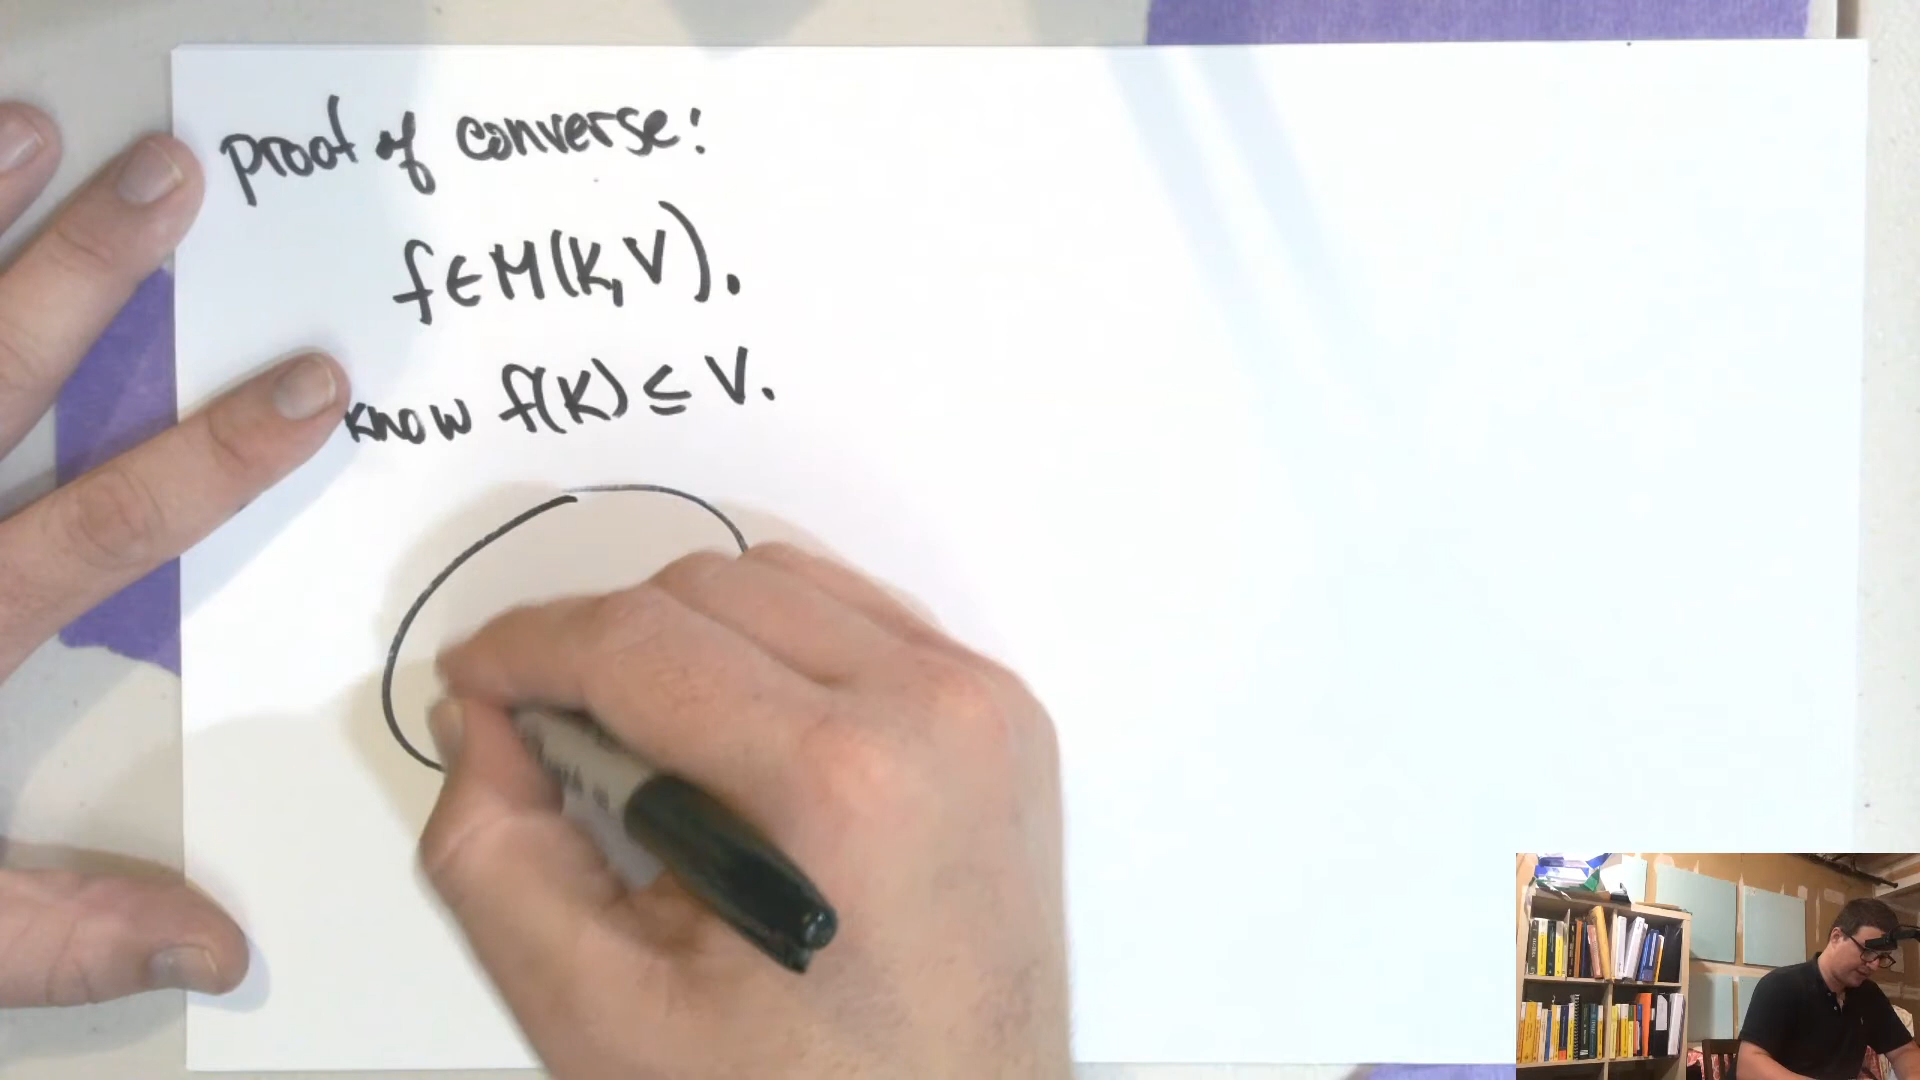 proof of converse:
f∈M(K,V).
know f(K) ≤ V.